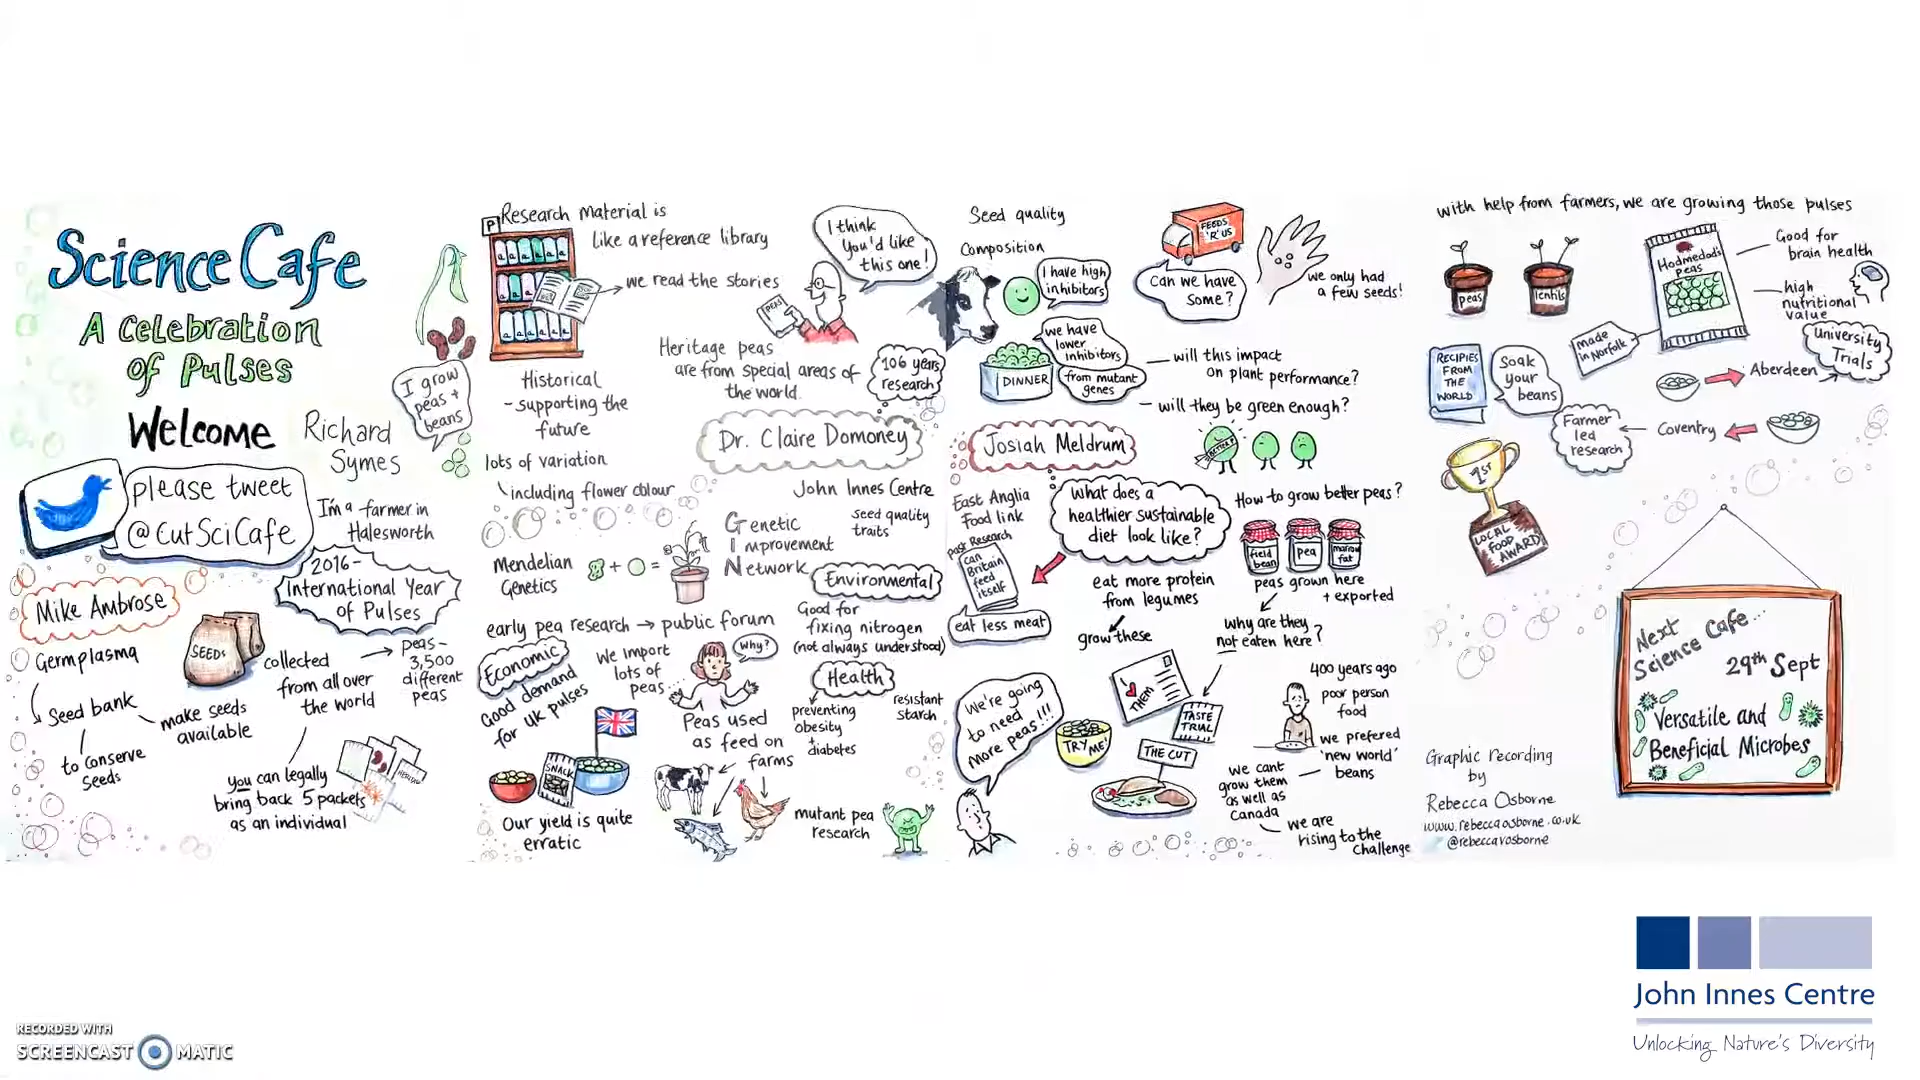 Science Cafe
A Celebration
of Pulses
Welcome
Richard
Symes
I grow
peas +
beans
please tweet
@CutSciCafe
I'm a farmer in
Halesworth
2016-
International Year
of Pulses
Mike Ambrose
Germplasma
Seed bank
to conserve
seeds
make seeds
available
SEEDS
collected
from all over
the world
peas-
3,500
different
peas
you can legally
bring back 5 packets
as an individual
P
Research Material is
like a reference library
we read the stories
I think
you'd like
this one!
PEAS
Heritage peas
are from special areas of
the world.
Historical
- supporting the
future
106 years
research
Dr. Claire Domoney
lots of variation
including flower colour
John Innes Centre
seed quality
traits
Genetic
Improvement
Network
Mendelian
Genetics
+ =
early pea research → public forum
Environmental
Good for
fixing nitrogen
(not always understood)
Economic
Good demand
for UK pulses
We import
lots of
peas...
Why?
Health
preventing
obesity
+
diabetes
resistant
starch
Peas used
as feed on
farms
SNACK
Our yield is quite
erratic
mutant pea
research
Seed quality
Composition
I have high
inhibitors
we have
lower
inhibitors
from mutant
genes
DINNER
FEEDS
'R' US
Can we have
some?
we only had
a few seeds!
— will this impact
on plant performance?
— will they be green enough?
Josiah Meldrum
East Anglia
Food link
Past Research
can
Britain
feed
itself
eat less meat
What does a
healthier sustainable
diet look like?
eat more protein
from legumes
grow these
How to grow better peas?
field
bean
pea
marrow
fat
peas grown here
+ exported
why are they
not eaten here?
We're going
to need
more peas!!!
TRY ME!
I
THEM
TASTE
TRIAL
THE CUT
400 years ago
poor person
food
we preferred
'new world'
beans
we cant
grow them
as well as
Canada
we are
rising to the
challenge
with help from farmers, we are growing those pulses
peas
lentils
Hodmedod's
peas
made
in Norfolk
Good for
brain health
high
nutritional
value
University
Trials
Aberdeen
RECIPIES
FROM
THE
WORLD
Soak
your
beans
Farmer
led
research
Coventry
1st
LOCAL
FOOD
AWARD
Next
Science Cafe...
29th Sept
Versatile and
Beneficial Microbes
Graphic recording
by
Rebecca Osborne
www.rebeccaosborne.co.uk
@rebeccavosborne
John Innes Centre
Unlocking Nature's Diversity
RECORDED WITH
SCREENCAST MATIC